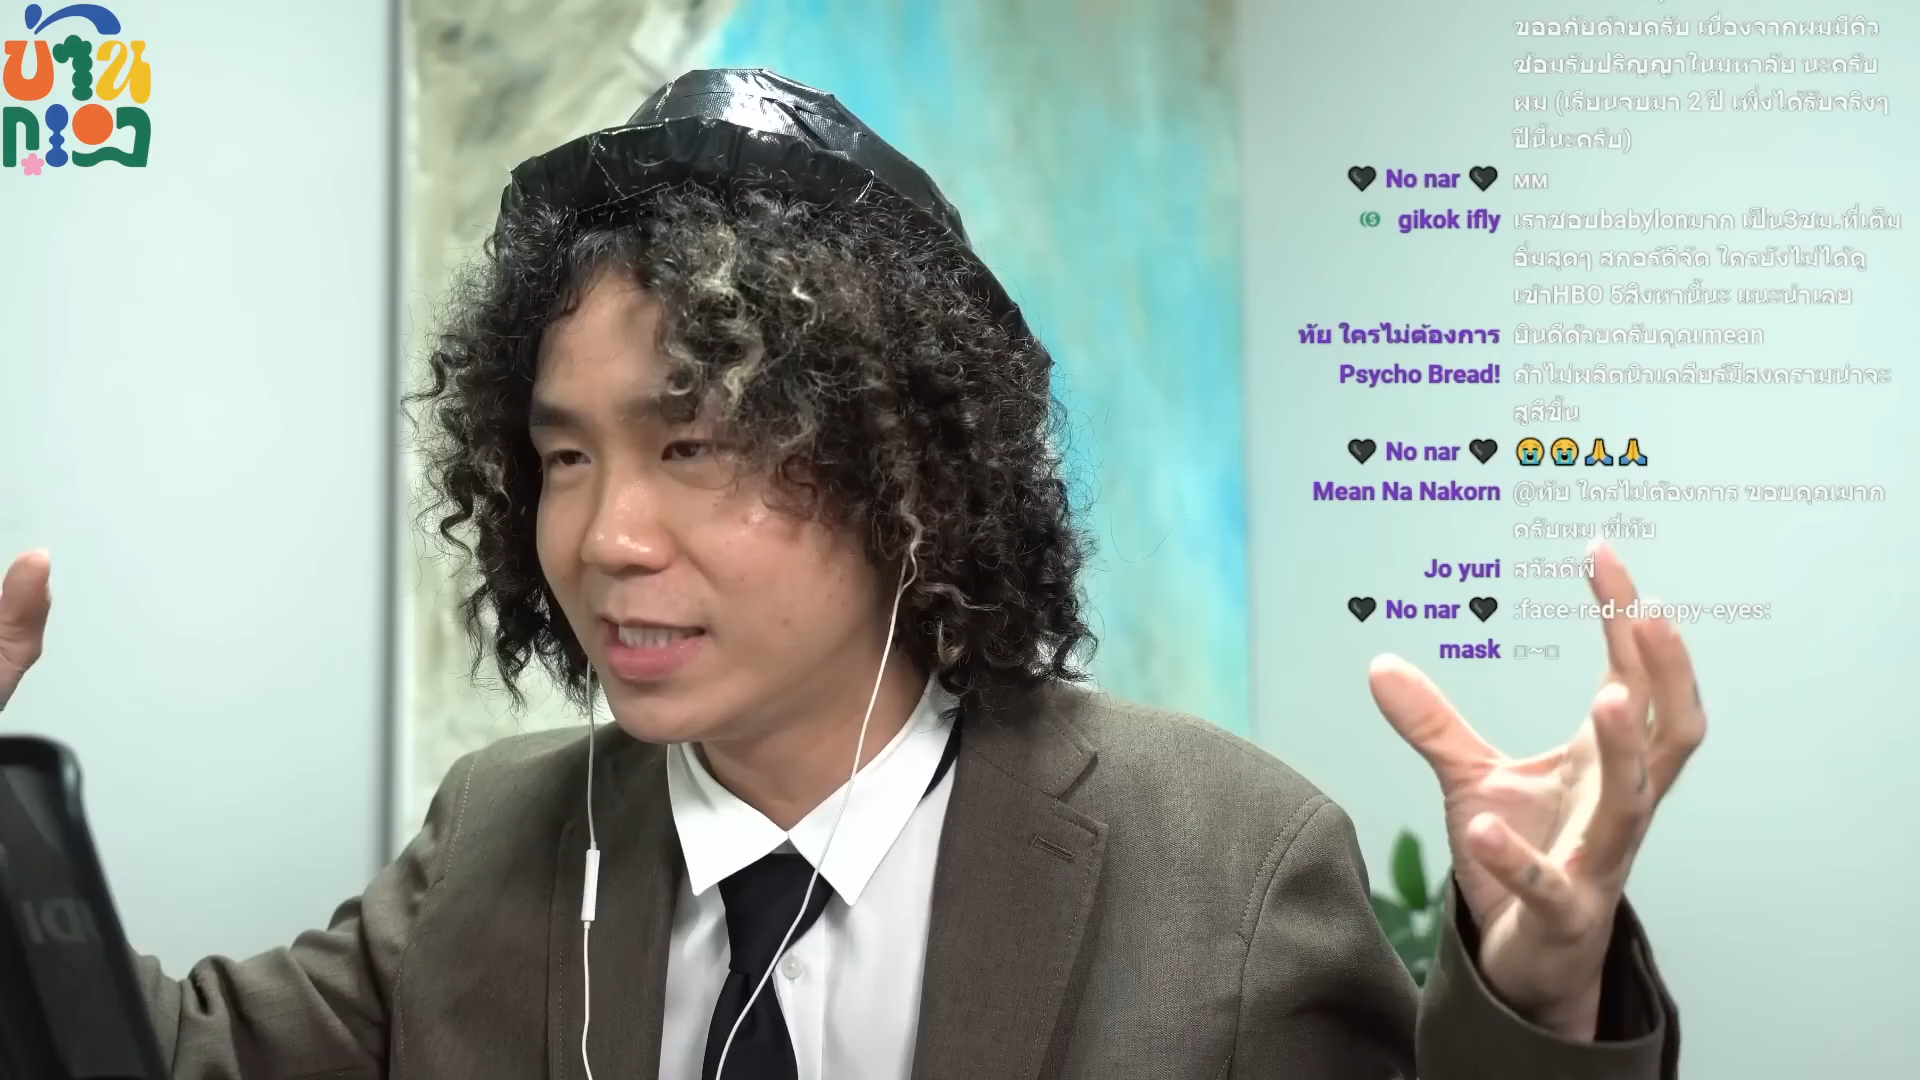 บ้าน
กูเอง
ขออภัยด้วยครับ เนื่องจากผมมีคิว
ซ้อมรับปริญญาในมหาลัย นะครับ
ผม (เรียนจบมา 2 ปี เพิ่งได้รับจริงๆ
ปีนี้นะครับ)
🖤 No nar 🖤 мм
gikok ifly เราชอบbabylonมาก เป็น3ชม.ที่เต็ม
อิ่มสุดๆ สกอร์ดีจัด ใครยังไม่ได้ดู
เข้าHBO 5สิงหานี้นะ แนะนำเลย
ทัย ใครไม่ต้องการ ยินดีด้วยครับคุณmean
Psycho Bread! ถ้าไม่ผลิตนิวเคลียร์มีสงครามน่าจะ
สูสีขึ้น
🖤 No nar 🖤 😭😭🙏🙏
Mean Na Nakorn @ทัย ใครไม่ต้องการ ขอบคุณมาก
ครับผม พี่ทัย
Jo yuri สวัสดีพี่
🖤 No nar 🖤 :face-red-droopy-eyes:
mask □~□